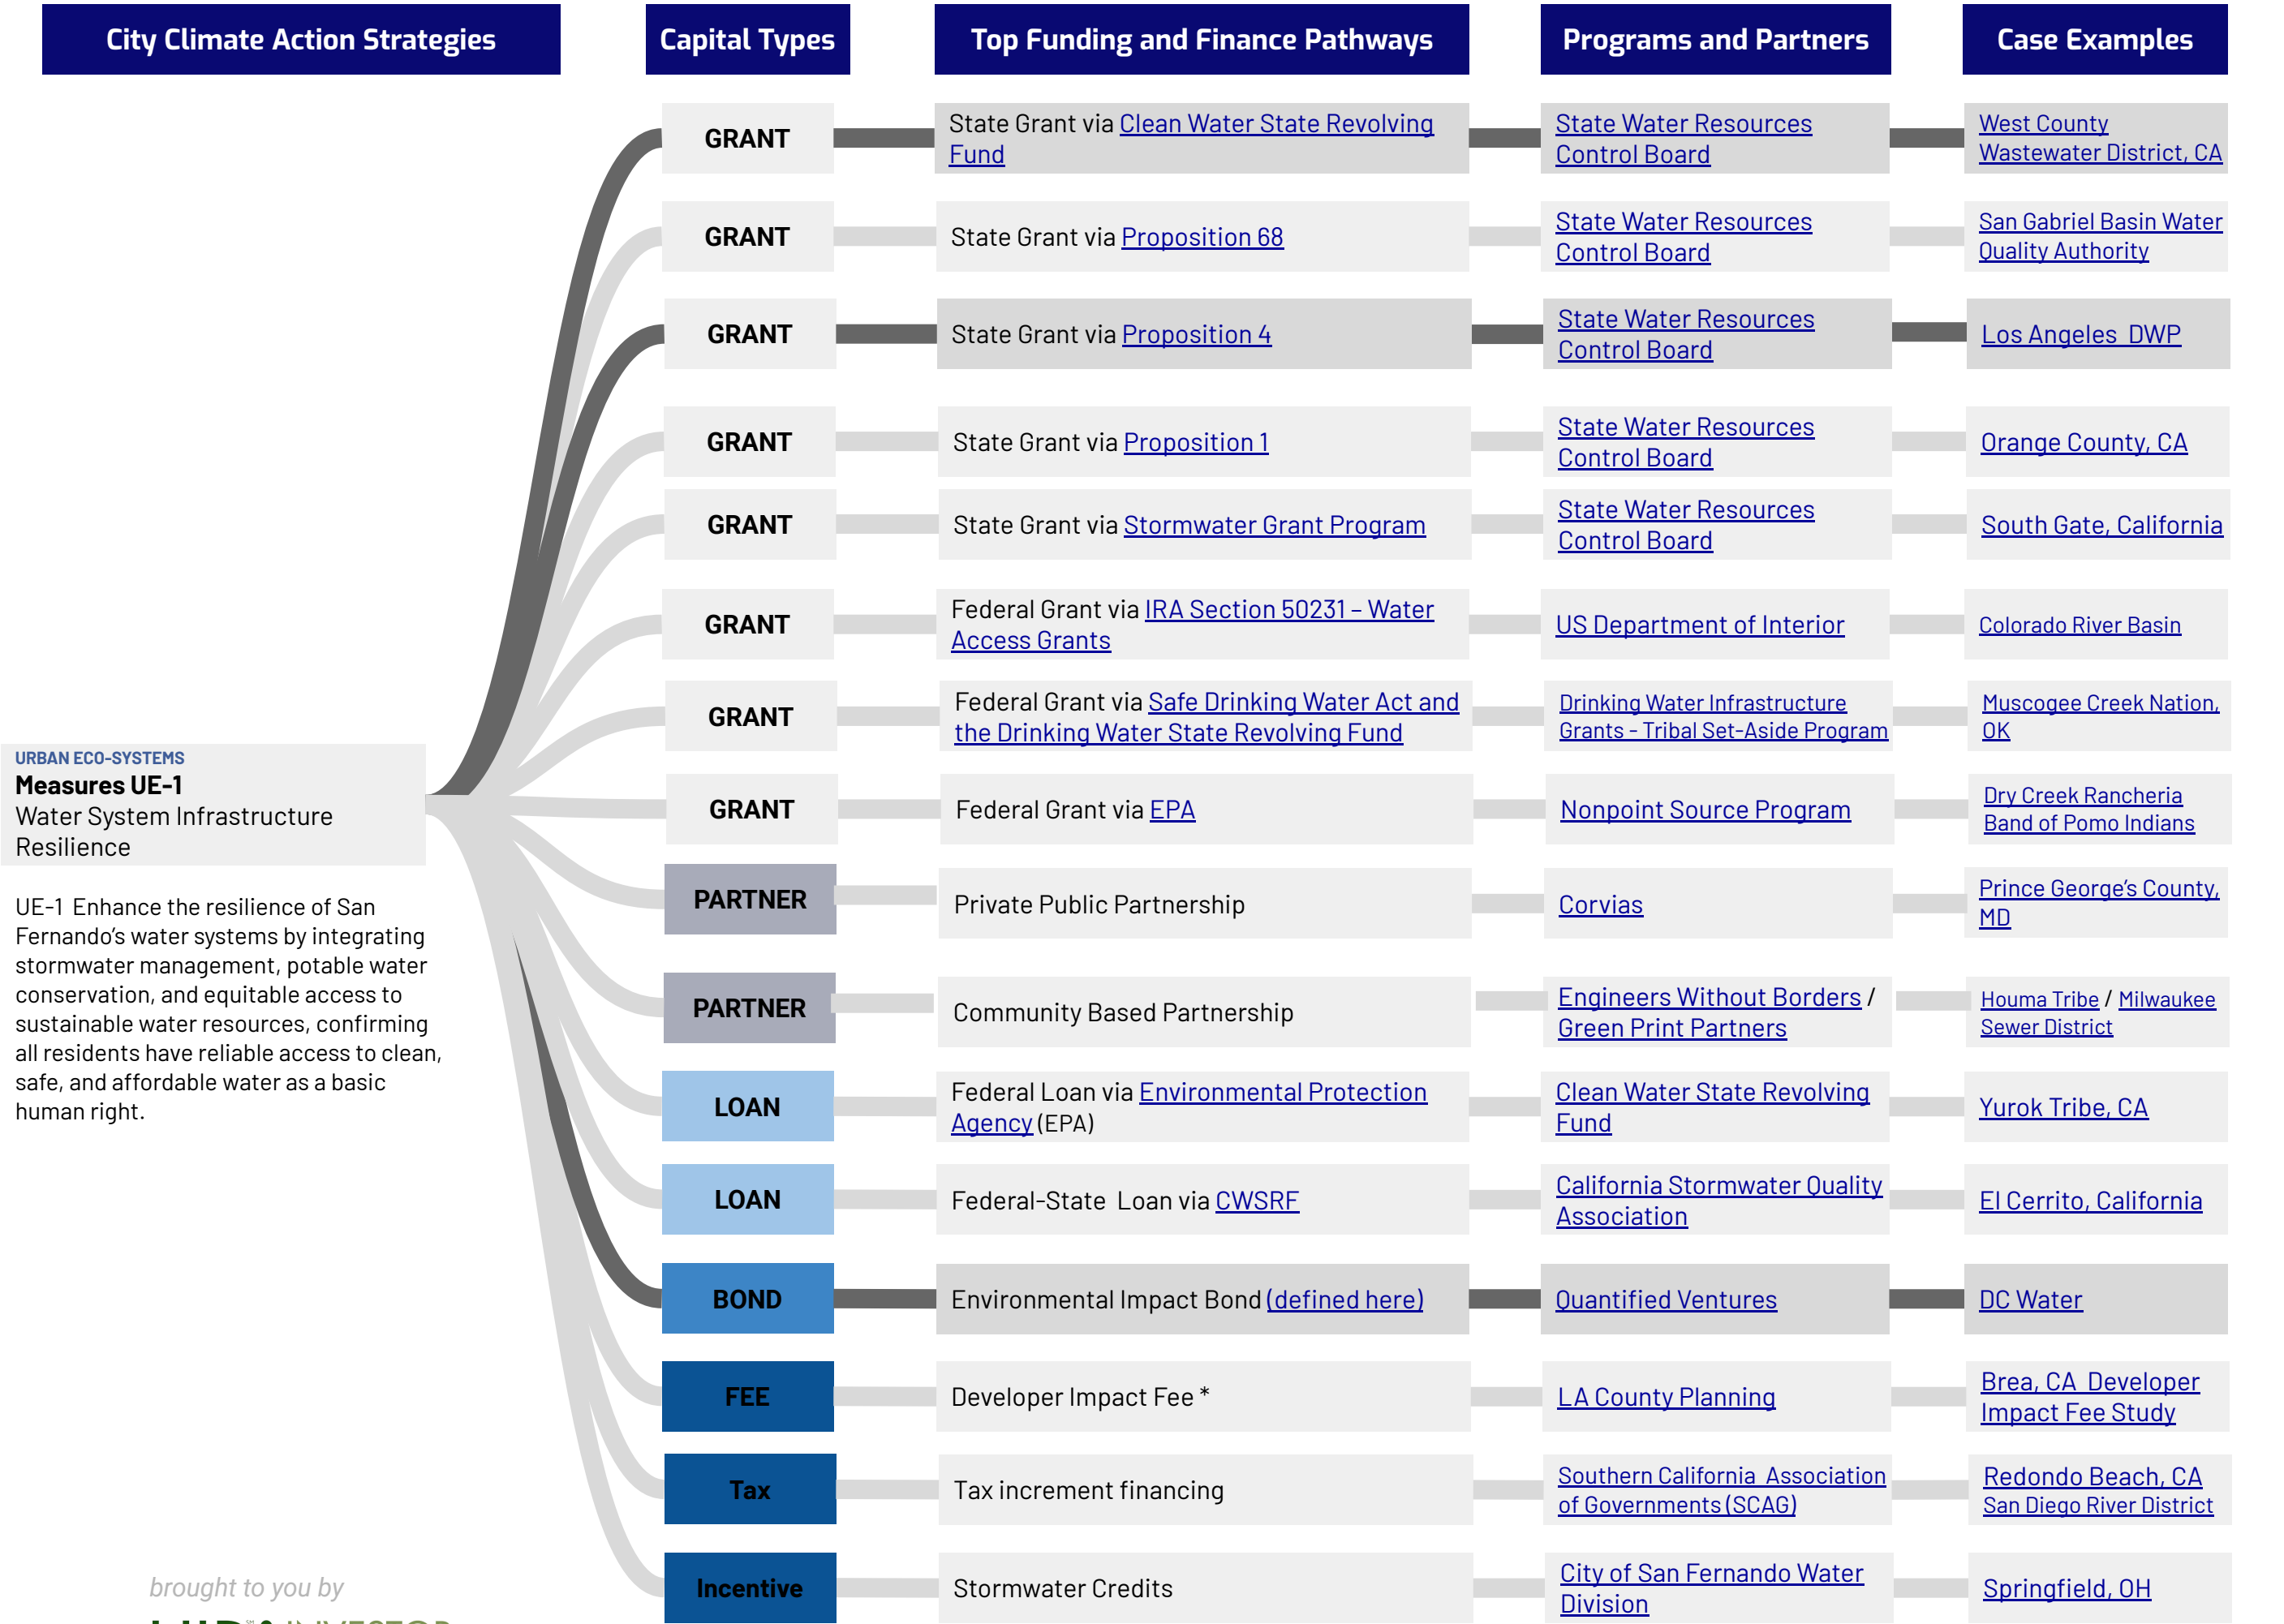 City Climate Action Strategies
Capital Types
Top Funding and Finance Pathways
Programs and Partners
Case Examples
GRANT
State Grant via Clean Water State Revolving
Fund
State Water Resources
Control Board
West County
Wastewater District, CA
GRANT
State Grant via Proposition 68
State Water Resources
Control Board
San Gabriel Basin Water
Quality Authority
GRANT
State Grant via Proposition 4
State Water Resources
Control Board
Los Angeles DWP
GRANT
State Grant via Proposition 1
State Water Resources
Control Board
Orange County, CA
GRANT
State Grant via Stormwater Grant Program
State Water Resources
Control Board
South Gate, California
GRANT
Federal Grant via IRA Section 50231 – Water
Access Grants
US Department of Interior
Colorado River Basin
GRANT
Federal Grant via Safe Drinking Water Act and
the Drinking Water State Revolving Fund
Drinking Water Infrastructure
Grants - Tribal Set-Aside Program
Muscogee Creek Nation,
OK
URBAN ECO-SYSTEMS
Measures UE-1
Water System Infrastructure
Resilience
GRANT
Federal Grant via EPA
Nonpoint Source Program
Dry Creek Rancheria
Band of Pomo Indians
UE-1 Enhance the resilience of San
Fernando's water systems by integrating
stormwater management, potable water
conservation, and equitable access to
sustainable water resources, confirming
all residents have reliable access to clean,
safe, and affordable water as a basic
human right.
PARTNER
Private Public Partnership
Corvias
Prince George's County,
MD
PARTNER
Community Based Partnership
Engineers Without Borders /
Green Print Partners
Houma Tribe / Milwaukee
Sewer District
LOAN
Federal Loan via Environmental Protection
Agency (EPA)
Clean Water State Revolving
Fund
Yurok Tribe, CA
LOAN
Federal-State Loan via CWSRF
California Stormwater Quality
Association
El Cerrito, California
BOND
Environmental Impact Bond (defined here)
Quantified Ventures
DC Water
FEE
Developer Impact Fee *
LA County Planning
Brea, CA Developer
Impact Fee Study
Tax
Tax increment financing
Southern California Association
of Governments (SCAG)
Redondo Beach, CA
San Diego River District
Incentive
Stormwater Credits
City of San Fernando Water
Division
Springfield, OH
brought to you by